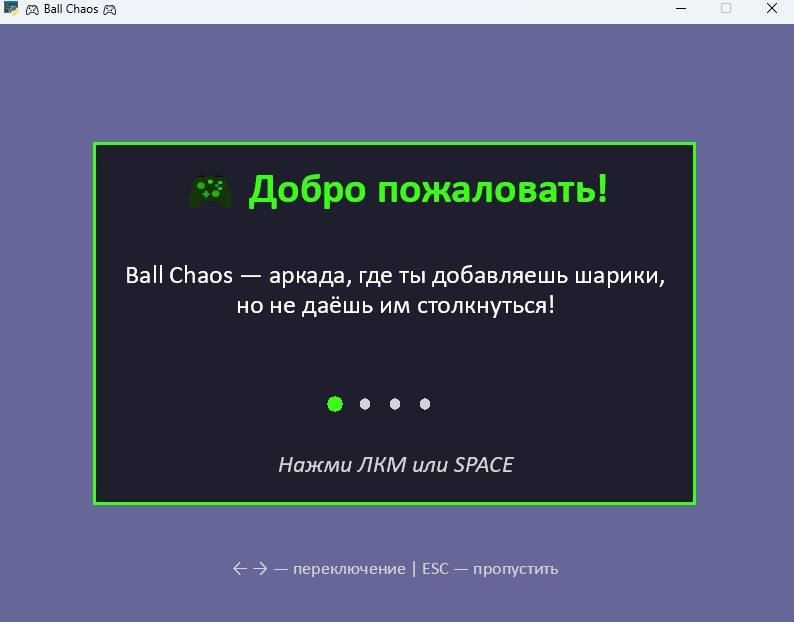 🎮 Ball Chaos 🎮
🎮 Добро пожаловать!
Ball Chaos — аркада, где ты добавляешь шарики,
но не даёшь им столкнуться!
Нажми ЛКМ или SPACE
← → — переключение | ESC — пропустить